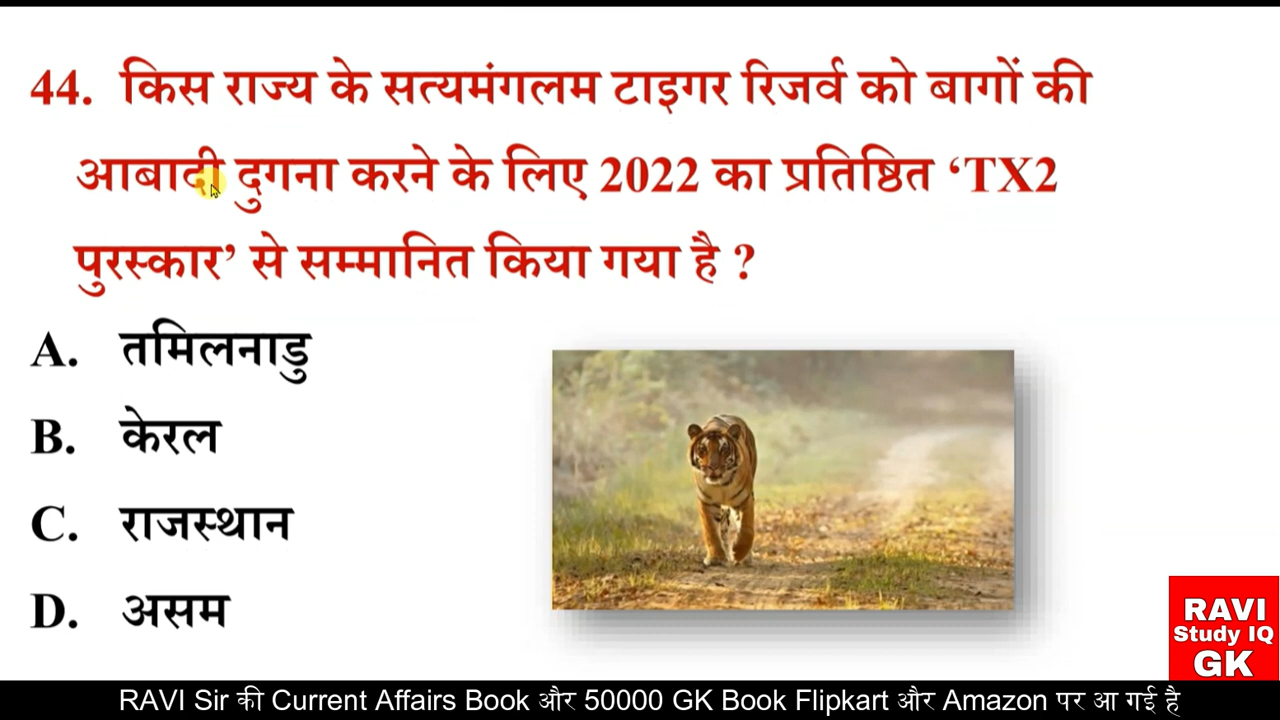 44. किस राज्य के सत्यमंगलम टाइगर रिजर्व को बागों की
आबादी दुगना करने के लिए 2022 का प्रतिष्ठित ‘TX2
पुरस्कार’ से सम्मानित किया गया है ?
A. तमिलनाडु
B. केरल
C. राजस्थान
D. असम
RAVI
Study IQ
GK
RAVI Sir की Current Affairs Book और 50000 GK Book Flipkart और Amazon पर आ गई है